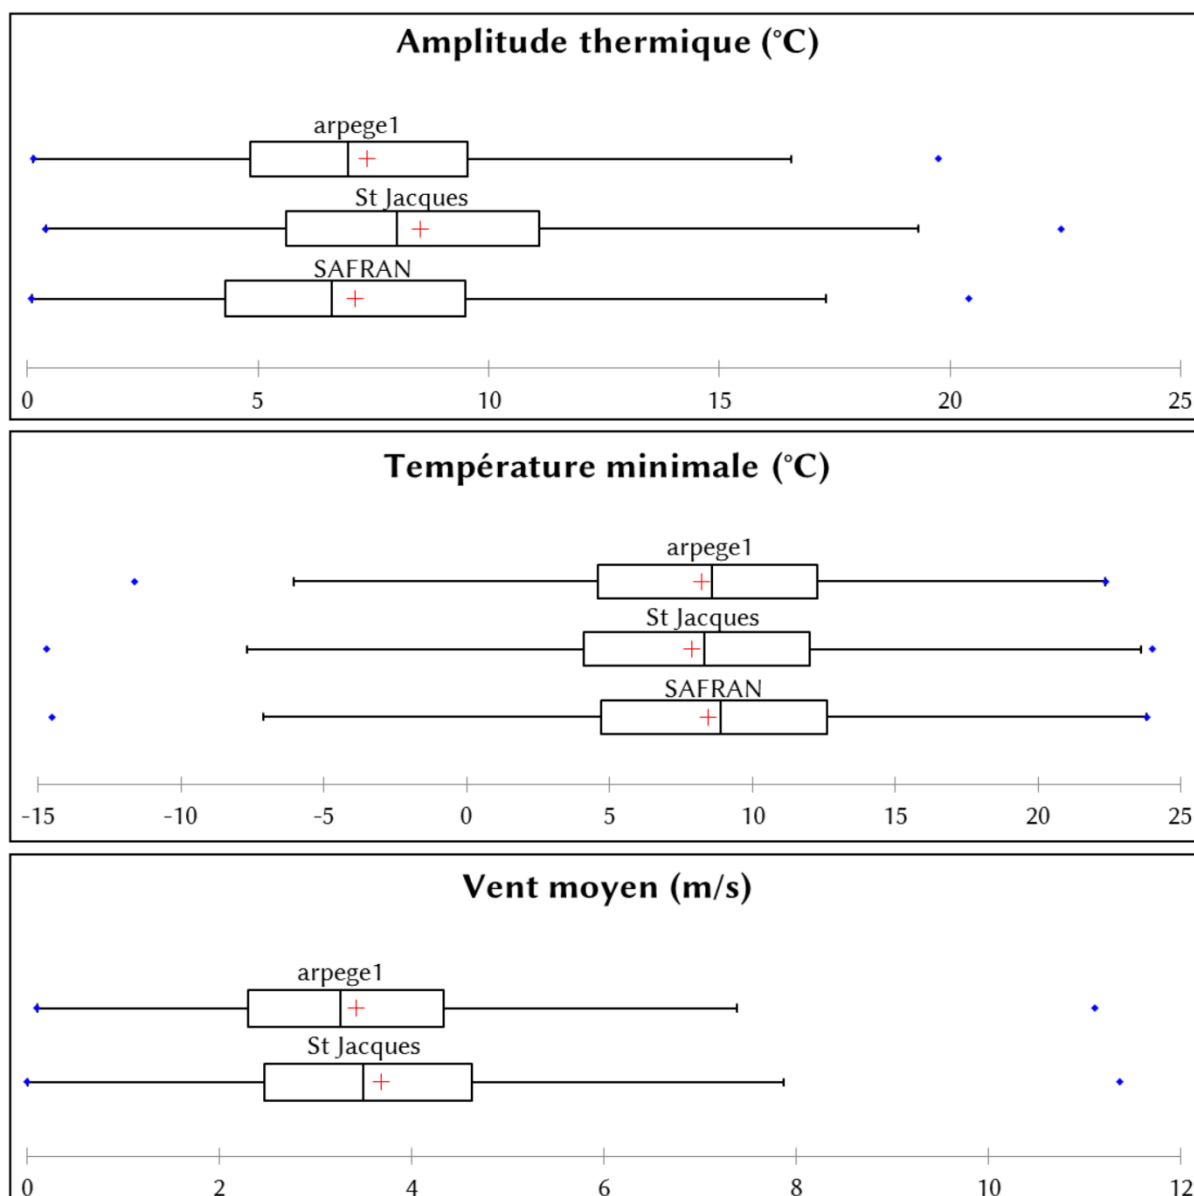 Amplitude thermique (°C)
arpege1
St Jacques
SAFRAN
0 5 10 15 20 25
Température minimale (°C)
arpege1
St Jacques
SAFRAN
-15 -10 -5 0 5 10 15 20 25
Vent moyen (m/s)
arpege1
St Jacques
0 2 4 6 8 10 12